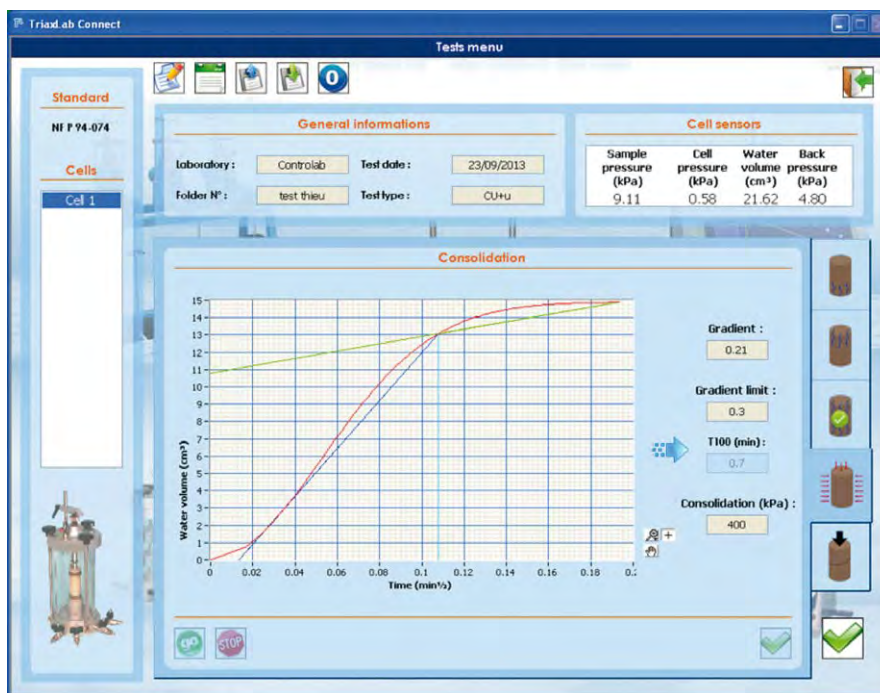 TriaxLab Connect
Tests menu
Standard
NF P 94-074
Cells
Cell 1
0
General informations
Laboratory :
Controlab
Test date :
23/09/2013
Folder N° :
test thieu
Test type :
CU+u
Cell sensors
Sample pressure (kPa)
Cell pressure (kPa)
Water volume (cm³)
Back pressure (kPa)
9.11
0.58
21.62
4.80
Consolidation
Water volume (cm³)
15
14
13
12
11
10
9
8
7
6
5
4
3
2
1
0
0
0.02
0.04
0.06
0.08
0.1
0.12
0.14
0.16
0.18
Time (min½)
Gradient :
0.21
Gradient limit :
0.3
T100 (min) :
0.7
Consolidation (kPa) :
400
GO
STOP